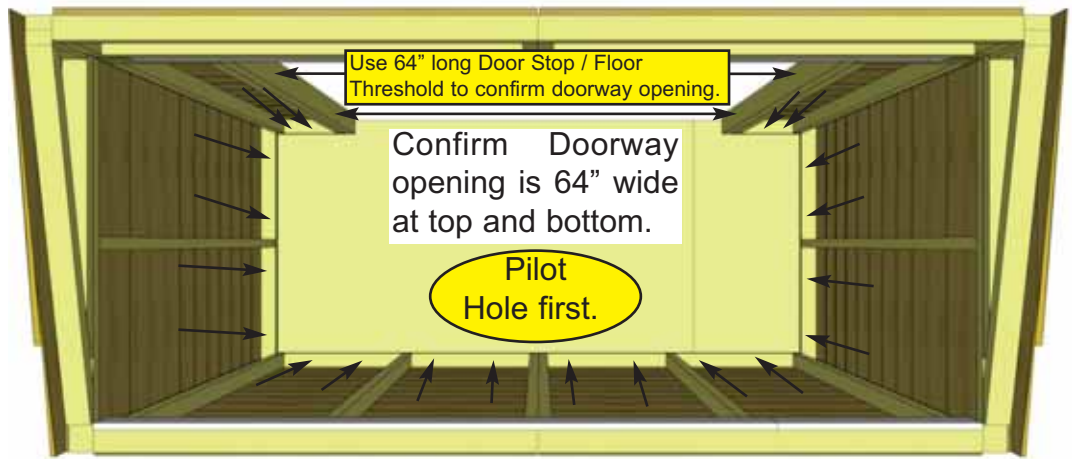 Use 64” long Door Stop / Floor
Threshold to confirm doorway opening.
Confirm Doorway
opening is 64” wide
at top and bottom.
Pilot
Hole first.